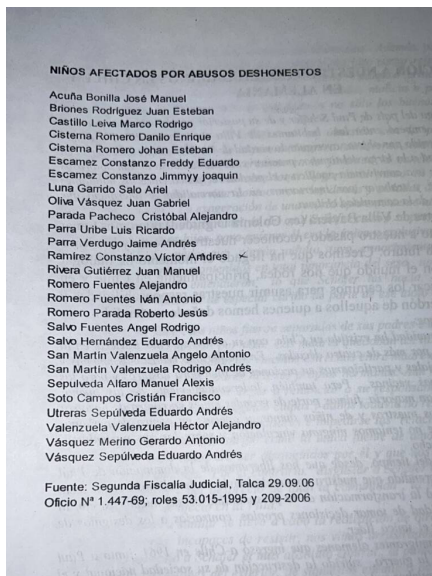 NIÑOS AFECTADOS POR ABUSOS DESHONESTOS
Acuña Bonilla José Manuel
Briones Rodríguez Juan Esteban
Castillo Leiva Marco Rodrigo
Cisterna Romero Danilo Enrique
Cisterna Romero Johan Esteban
Escamez Constanzo Freddy Eduardo
Escamez Constanzo Jimmyy joaquin
Luna Garrido Salo Ariel
Oliva Vásquez Juan Gabriel
Parada Pacheco Cristóbal Alejandro
Parra Uribe Luis Ricardo
Parra Verdugo Jaime Andrés
Ramírez Constanzo Víctor Amdres
Rivera Gutiérrez Juan Manuel
Romero Fuentes Alejandro
Romero Fuentes Iván Antonio
Romero Parada Roberto Jesús
Salvo Fuentes Angel Rodrigo
Salvo Hernández Eduardo Andrés
San Martin Valenzuela Angelo Antonio
San Martin Valenzuela Rodrigo Andrés
Sepulveda Alfaro Manuel Alexis
Soto Campos Cristián Francisco
Utreras Sepúlveda Eduardo Andrés
Valenzuela Valenzuela Héctor Alejandro
Vásquez Merino Gerardo Antonio
Vásquez Sepúlveda Eduardo Andrés
Fuente: Segunda Fiscalía Judicial, Talca 29.09.06
Oficio Nª 1.447-69; roles 53.015-1995 y 209-2006